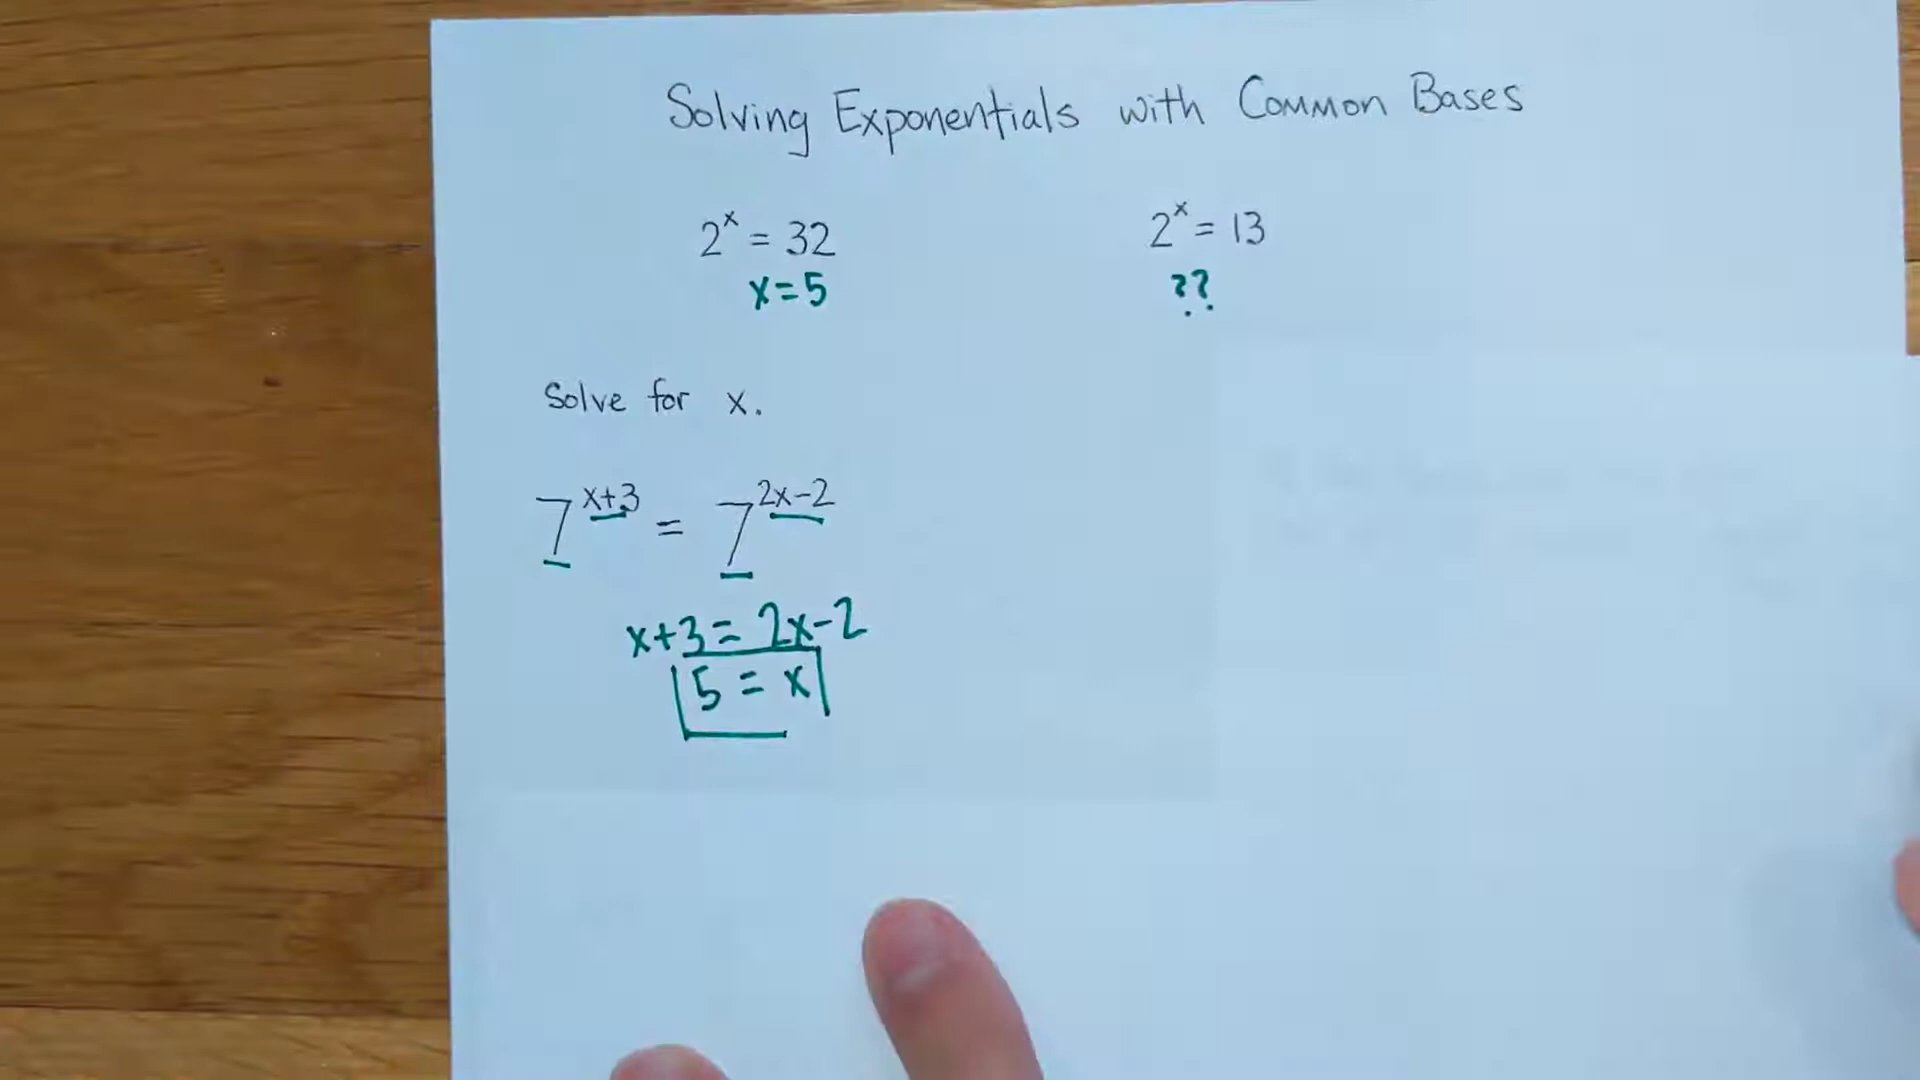 Solving Exponentials with Common Bases
2^x = 32
2^x = 13
x=5
??
Solve for x.
7^{x+3} = 7^{2x-2}
x+3 = 2x-2
5 = x